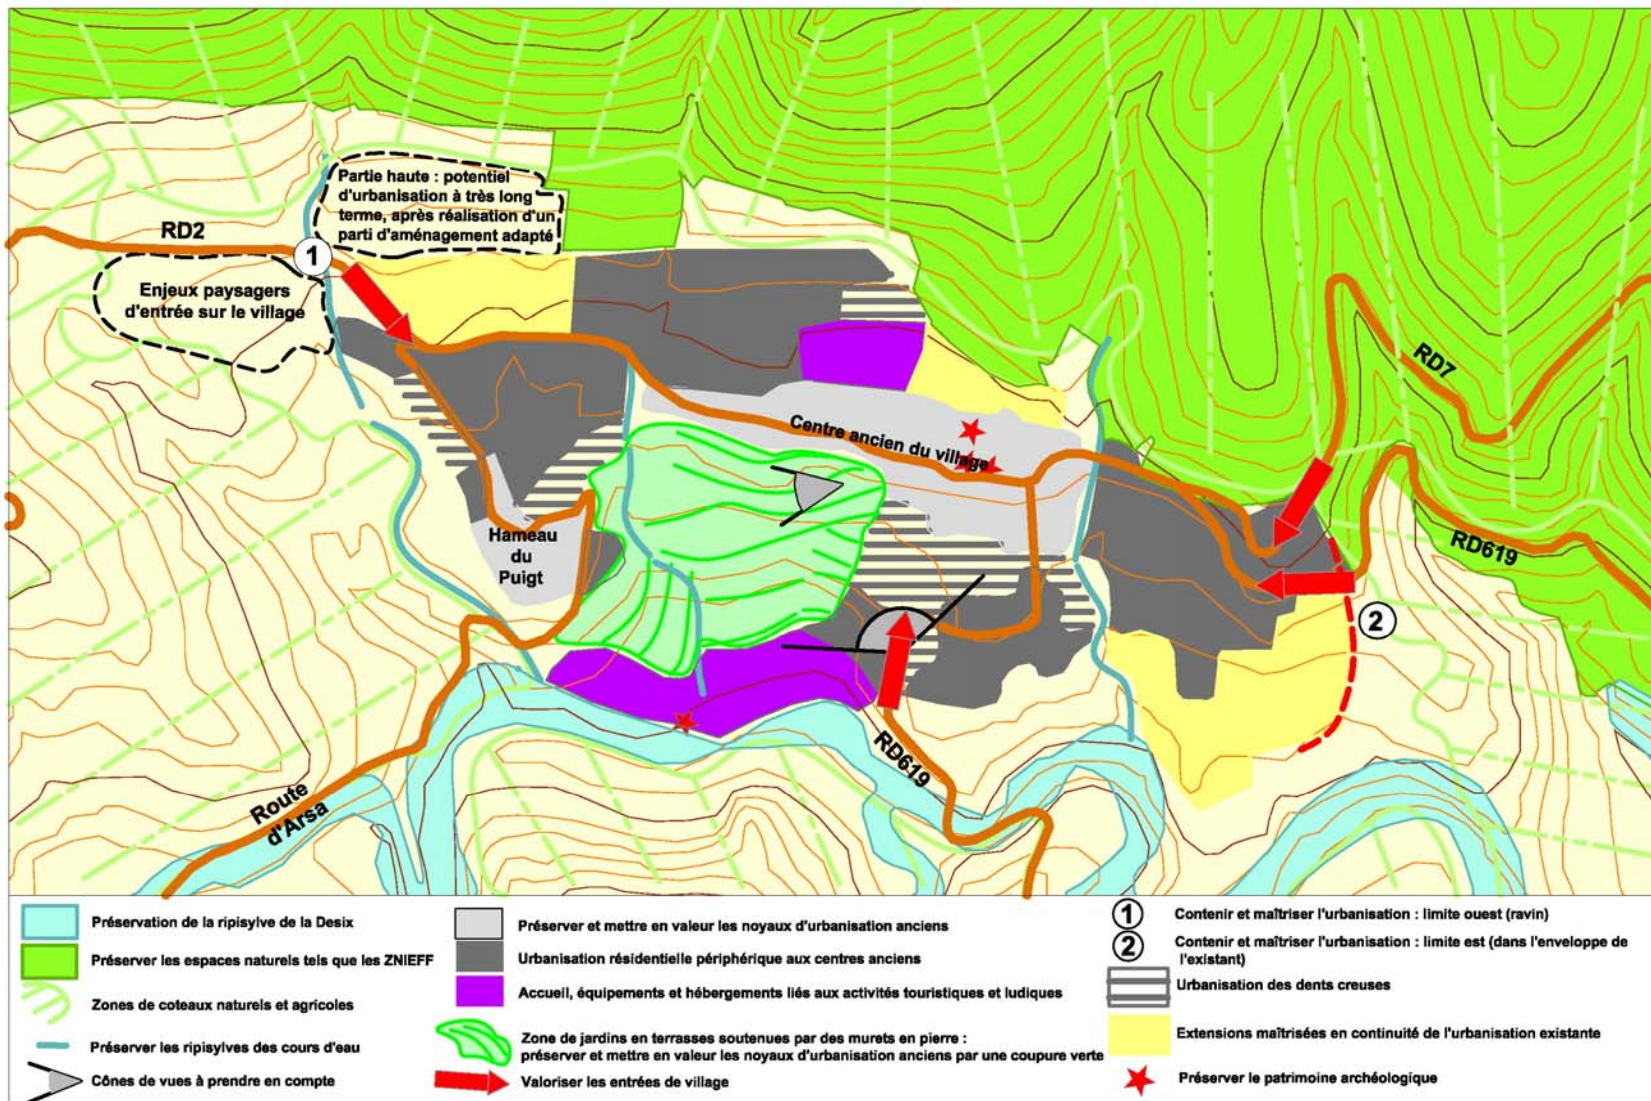 Partie haute : potentiel
d'urbanisation à très long
terme, après réalisation d'un
parti d'aménagement adapté
RD2
1
Enjeux paysagers
d'entrée sur le village
RD7
Centre ancien du village
RD619
Hameau
du
Puigt
2
RD619
Route
d'Arsa
Préservation de la ripisylve de la Desix
Préserver les espaces naturels tels que les ZNIEFF
Zones de coteaux naturels et agricoles
Préserver les ripisylves des cours d'eau
Cônes de vues à prendre en compte
Préserver et mettre en valeur les noyaux d'urbanisation anciens
Urbanisation résidentielle périphérique aux centres anciens
Accueil, équipements et hébergements liés aux activités touristiques et ludiques
Zone de jardins en terrasses soutenues par des murets en pierre :
préserver et mettre en valeur les noyaux d'urbanisation anciens par une coupure verte
Valoriser les entrées de village
1 Contenir et maîtriser l'urbanisation : limite ouest (ravin)
2 Contenir et maîtriser l'urbanisation : limite est (dans l'enveloppe de
l'existant)
Urbanisation des dents creuses
Extensions maîtrisées en continuité de l'urbanisation existante
Préserver le patrimoine archéologique